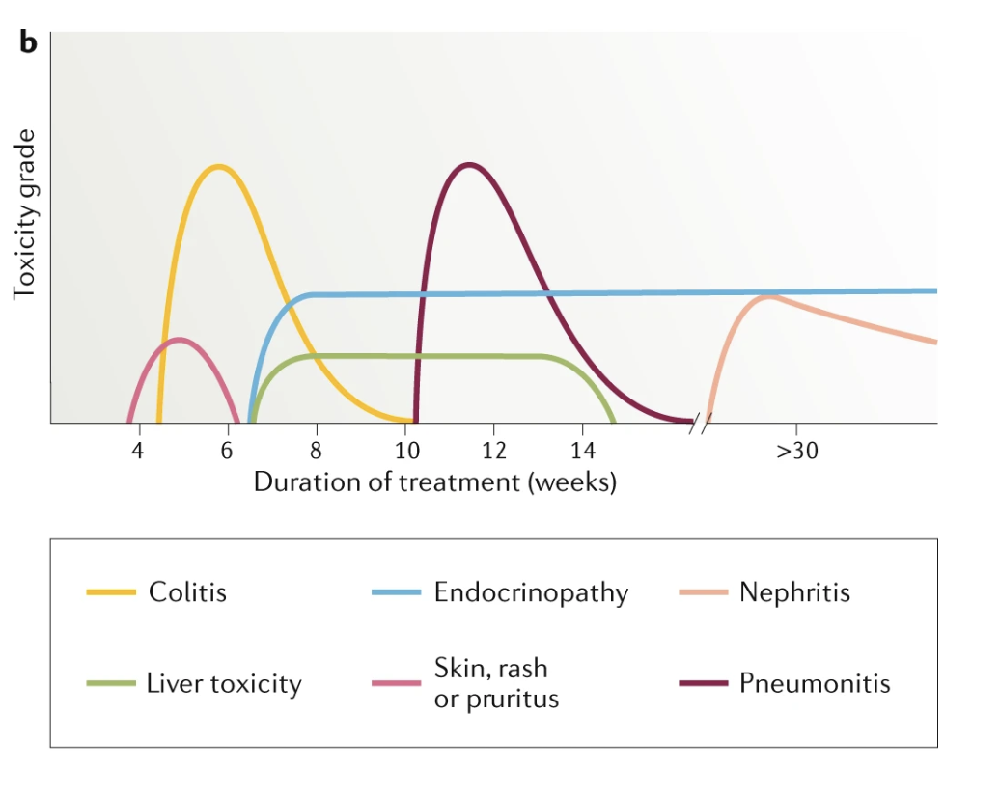 b
Toxicity grade
4 6 8 10 12 14 >30
Duration of treatment (weeks)
Colitis Endocrinopathy Nephritis
Liver toxicity Skin, rash
or pruritus Pneumonitis